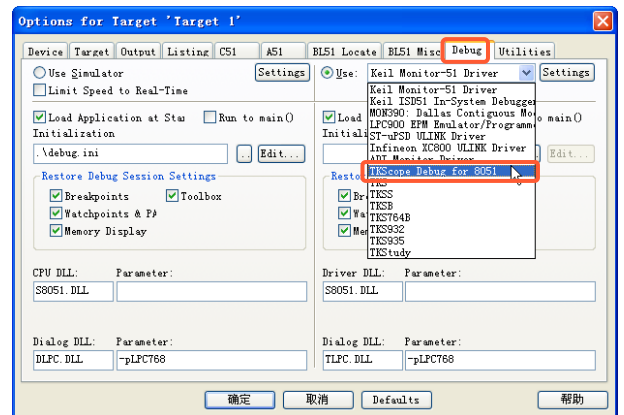 Options for Target 'Target 1'
Device Target Output Listing C51 A51 BL51 Locate BL51 Misc Debug Utilities
Use Simulator Settings
Limit Speed to Real-Time
Load Application at Star Run to main()
Initialization
.\debug.ini .. Edit...
Restore Debug Session Settings
Breakpoints Toolbox
Watchpoints & PA
Memory Display
CPU DLL: Parameter:
S8051.DLL
Dialog DLL: Parameter:
DLPC.DLL -pLPC768
Use: Keil Monitor-51 Driver Settings
Keil Monitor-51 Driver
Keil ISD51 In-System Debugger
MON390: Dallas Contiguous Mo
LPC900 EPM Emulator/Programme
ST-uPSD ULINK Driver
Infineon XC800 ULINK Driver
ADI Monitor Driver
TKScope Debug for 8051
TKS
TKSS
TKSB
TKS764B
TKS932
TKS935
TKStudy
Load o main()
Initiali
Edit...
Resto
Br
Wa
Me
Driver DLL: Parameter:
S8051.DLL
Dialog DLL: Parameter:
TLPC.DLL -pLPC768
确定 取消 Defaults 帮助